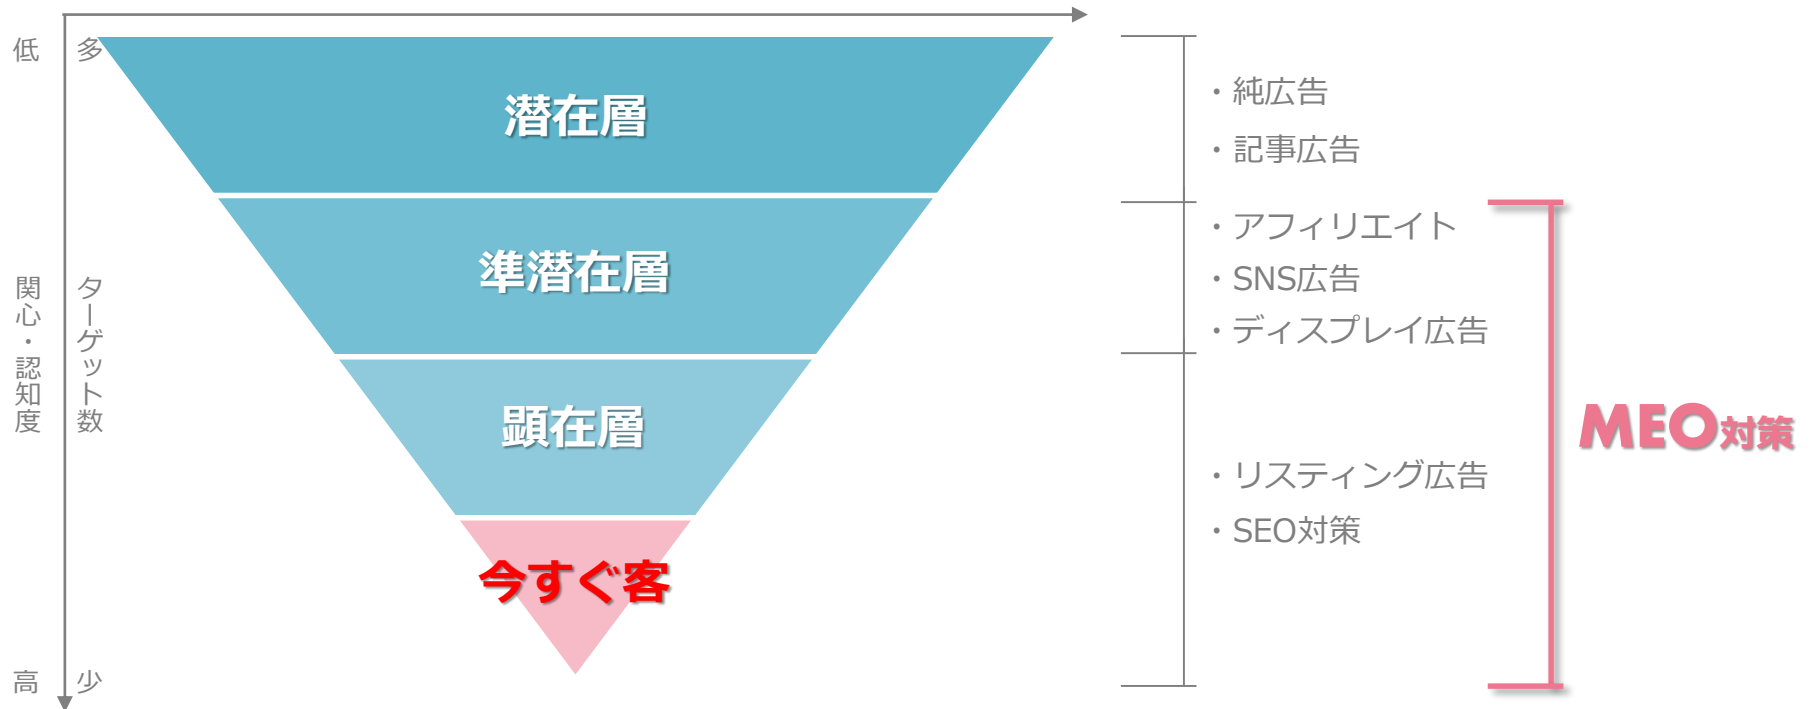 低
多
関心・認知度
ターゲット数
高
少
潜在層
準潜在層
顕在層
今すぐ客
・純広告
・記事広告
・アフィリエイト
・SNS広告
・ディスプレイ広告
・リスティング広告
・SEO対策
MEO対策